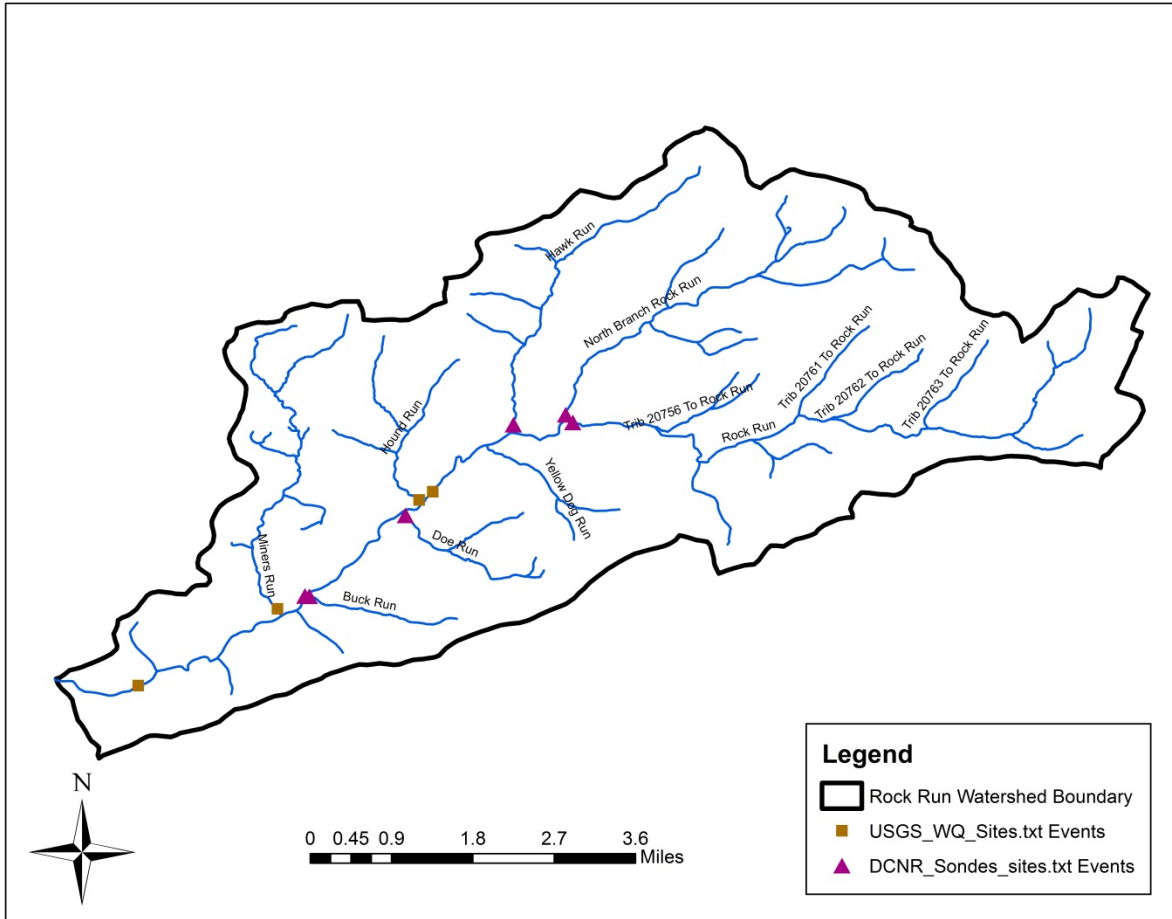 Hawk Run
North Branch Rock Run
Trib 20761 To Rock Run
Trib 20762 To Rock Run
Trib 20763 To Rock Run
Trib 20756 To Rock Run
Rock Run
Hound Run
Yellow Dog Run
Doe Run
Miners Run
Buck Run
N
0 0.45 0.9 1.8 2.7 3.6
Miles
Legend
Rock Run Watershed Boundary
USGS_WQ_Sites.txt Events
DCNR_Sondes_sites.txt Events